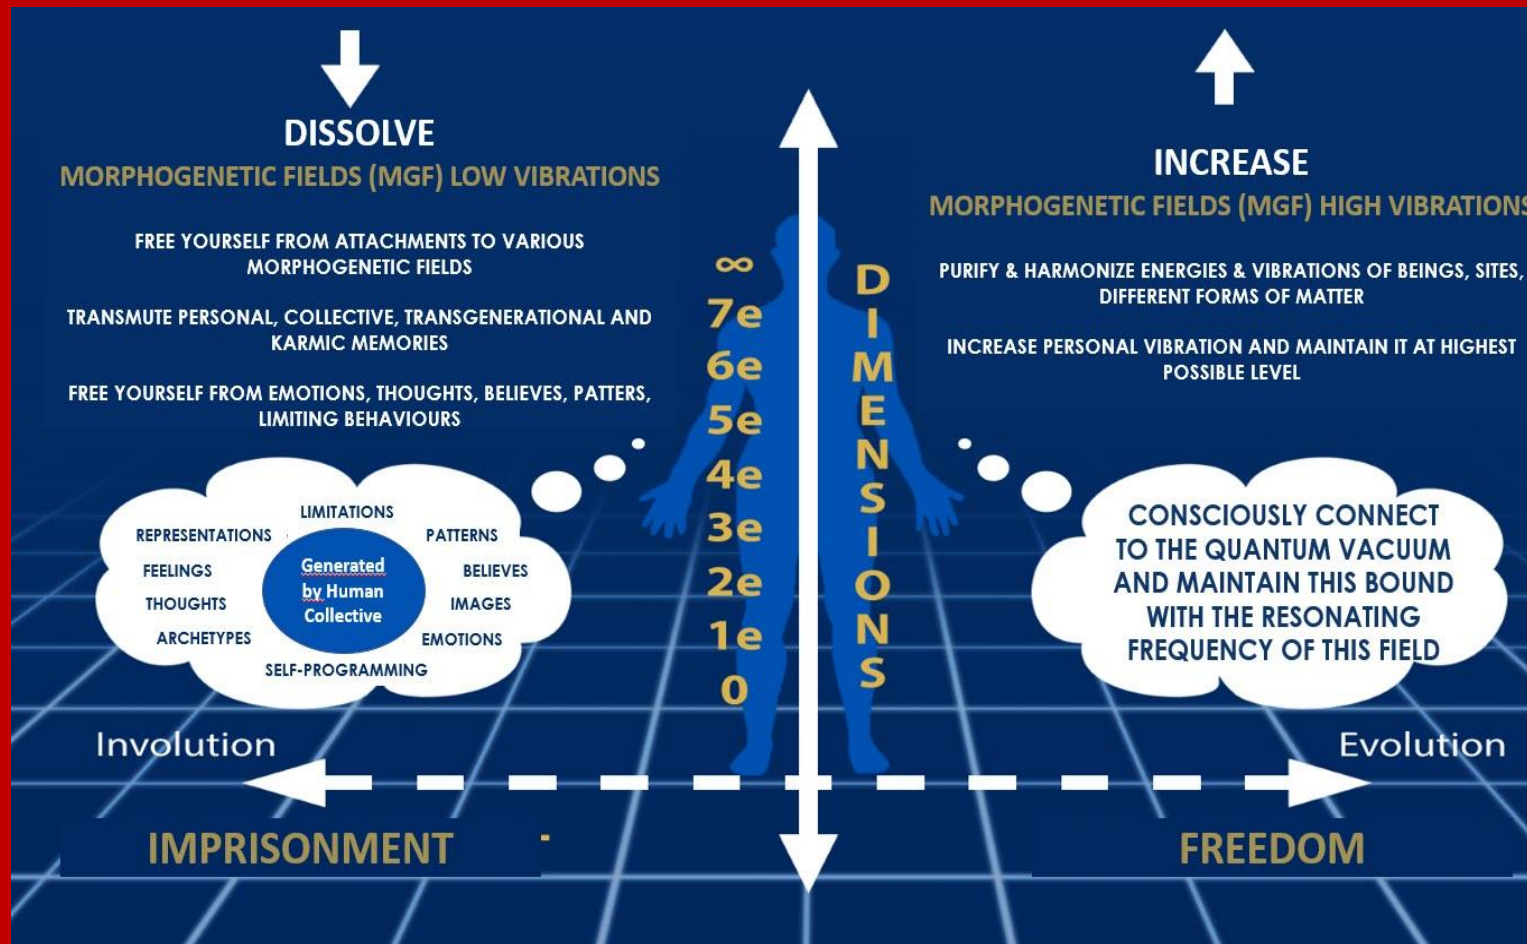 DISSOLVE
MORPHOGENETIC FIELDS (MGF) LOW VIBRATIONS
FREE YOURSELF FROM ATTACHMENTS TO VARIOUS
MORPHOGENETIC FIELDS
TRANSMUTE PERSONAL, COLLECTIVE, TRANSGENERATIONAL AND
KARMIC MEMORIES
FREE YOURSELF FROM EMOTIONS, THOUGHTS, BELIEVES, PATTERS,
LIMITING BEHAVIOURS
LIMITATIONS
REPRESENTATIONS
PATTERNS
FEELINGS
BELIEVES
THOUGHTS
IMAGES
ARCHETYPES
EMOTIONS
SELF-PROGRAMMING
Generated
by Human
Collective
Involution
IMPRISONMENT
-
∞
7e
6e
5e
4e
3e
2e
1e
0
DIMENSIONS
INCREASE
MORPHOGENETIC FIELDS (MGF) HIGH VIBRATIONS
PURIFY & HARMONIZE ENERGIES & VIBRATIONS OF BEINGS, SITES,
DIFFERENT FORMS OF MATTER
INCREASE PERSONAL VIBRATION AND MAINTAIN IT AT HIGHEST
POSSIBLE LEVEL
CONSCIOUSLY CONNECT
TO THE QUANTUM VACUUM
AND MAINTAIN THIS BOUND
WITH THE RESONATING
FREQUENCY OF THIS FIELD
Evolution
FREEDOM